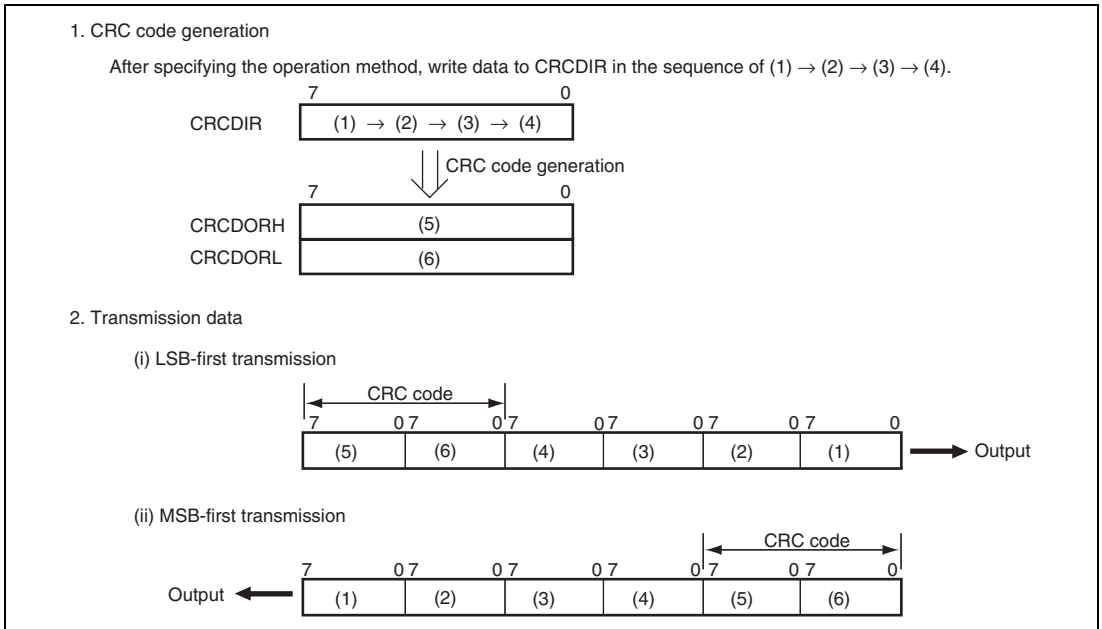 1. CRC code generation
After specifying the operation method, write data to CRCDIR in the sequence of (1) → (2) → (3) → (4).
7 0
CRCDIR (1) → (2) → (3) → (4)
CRC code generation
7 0
CRCDORH (5)
CRCDORL (6)
2. Transmission data
(i) LSB-first transmission
CRC code
7 0 7 0 7 0 7 0 7 0 7 0
(5) (6) (4) (3) (2) (1) Output
(ii) MSB-first transmission
CRC code
7 0 7 0 7 0 7 0 7 0 7 0
Output (1) (2) (3) (4) (5) (6)